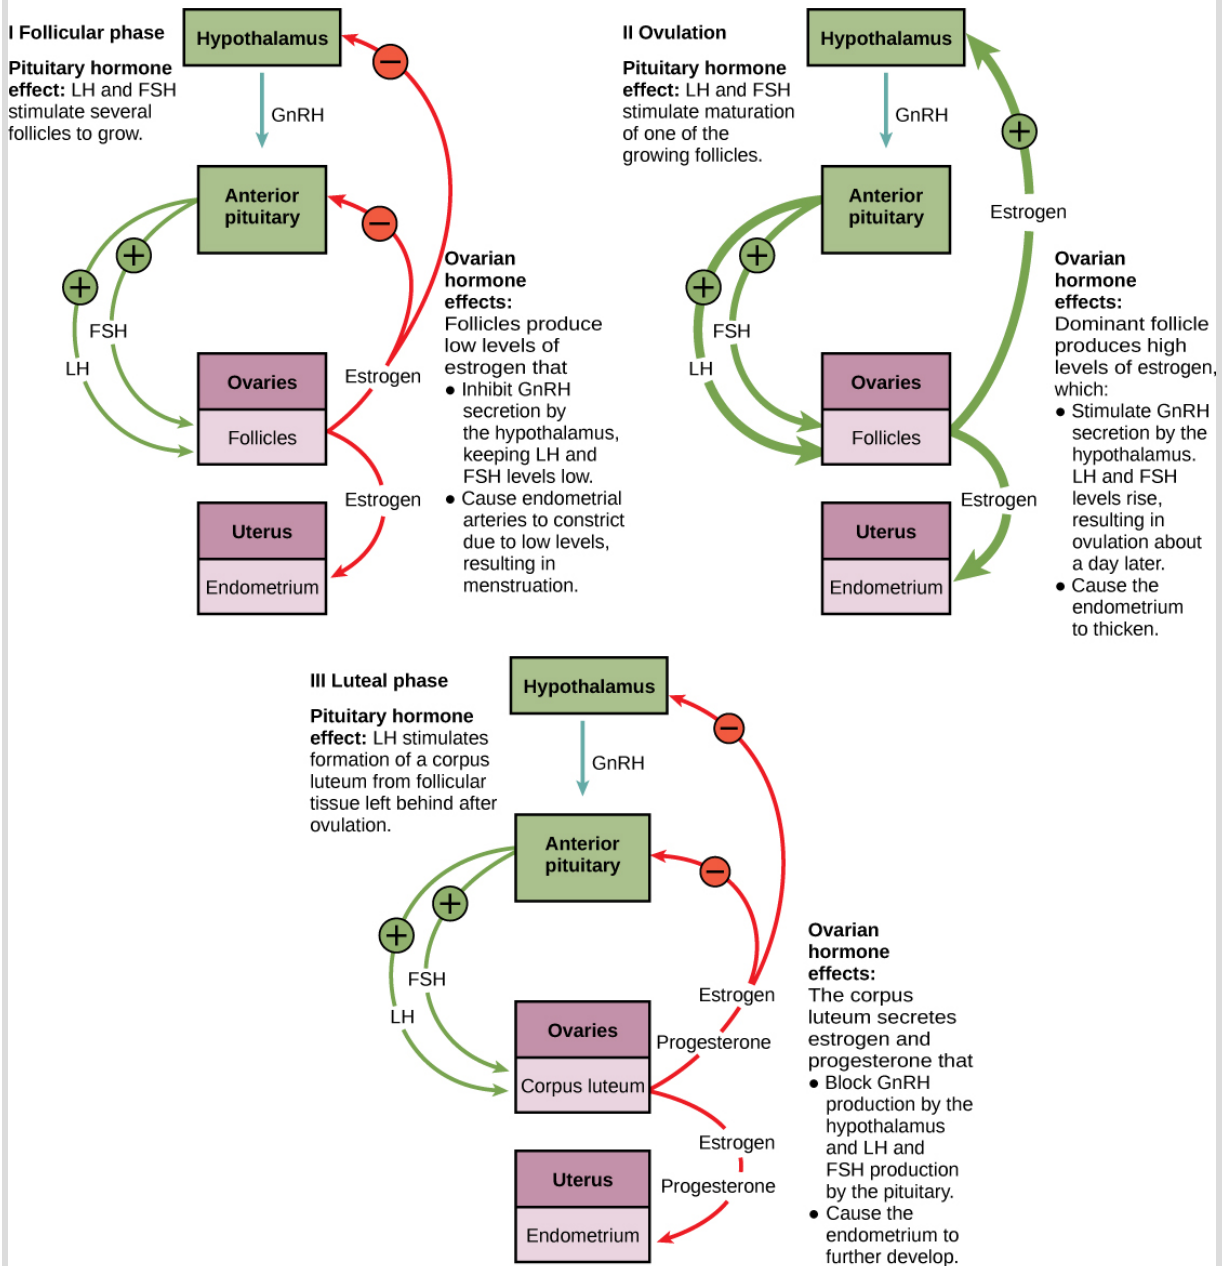 I Follicular phase
Pituitary hormone
effect: LH and FSH
stimulate several
follicles to grow.
Hypothalamus
−
GnRH
Anterior
pituitary
−
+
+
FSH
LH
Ovaries
Follicles
Estrogen
Estrogen
Uterus
Endometrium
Ovarian
hormone
effects:
Follicles produce
low levels of
estrogen that
● Inhibit GnRH
secretion by
the hypothalamus,
keeping LH and
FSH levels low.
● Cause endometrial
arteries to constrict
due to low levels,
resulting in
menstruation.
II Ovulation
Pituitary hormone
effect: LH and FSH
stimulate maturation
of one of the
growing follicles.
Hypothalamus
+
GnRH
Anterior
pituitary
Estrogen
+
+
FSH
LH
Ovaries
Follicles
Estrogen
Uterus
Endometrium
Ovarian
hormone
effects:
Dominant follicle
produces high
levels of estrogen,
which:
● Stimulate GnRH
secretion by the
hypothalamus.
LH and FSH
levels rise,
resulting in
ovulation about
a day later.
● Cause the
endometrium
to thicken.
III Luteal phase
Pituitary hormone
effect: LH stimulates
formation of a corpus
luteum from follicular
tissue left behind after
ovulation.
Hypothalamus
−
GnRH
Anterior
pituitary
−
+
+
FSH
LH
Estrogen
Progesterone
Ovaries
Corpus luteum
Estrogen
Progesterone
Uterus
Endometrium
Ovarian
hormone
effects:
The corpus
luteum secretes
estrogen and
progesterone that
● Block GnRH
production by the
hypothalamus
and LH and
FSH production
by the pituitary.
● Cause the
endometrium to
further develop.